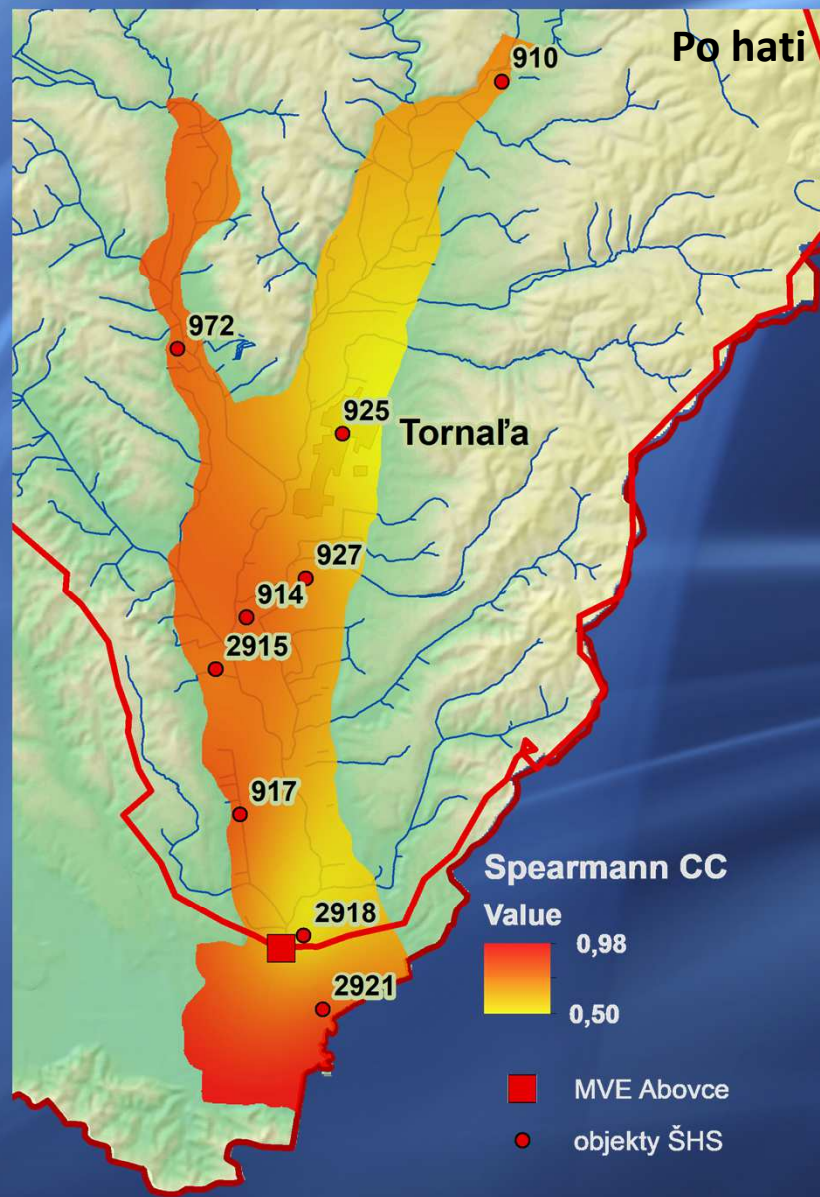 Po hati
910
972
925
Tornaľa
927
914
2915
917
2918
2921
Spearmann CC
Value
0,98
0,50
MVE Abovce
objekty ŠHS